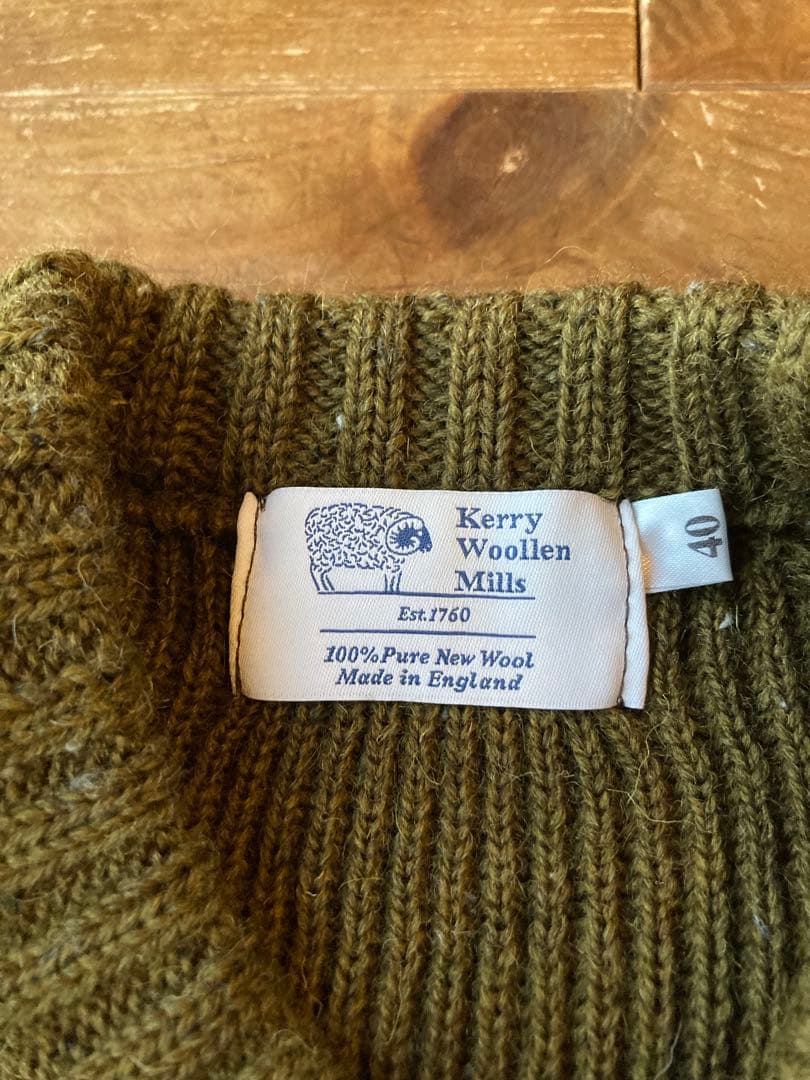 Kerry
Woollen
Mills
Est.1760
100%Pure New Wool
Made in England
40